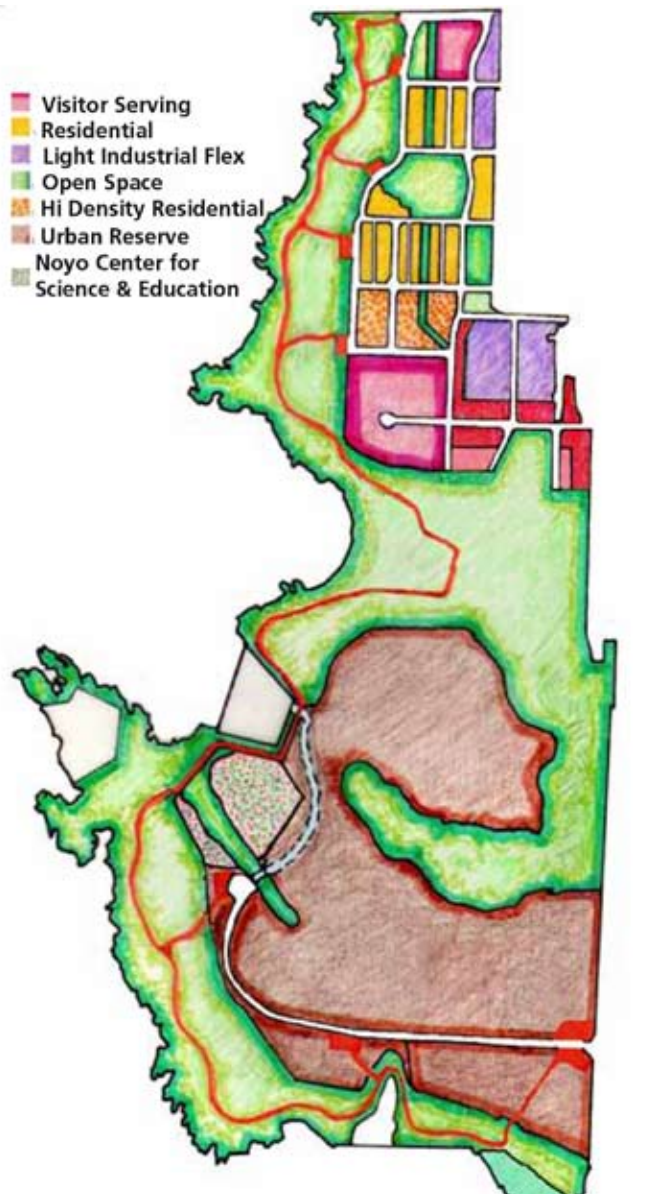 Visitor Serving
Residential
Light Industrial Flex
Open Space
Hi Density Residential
Urban Reserve
Noyo Center for
Science & Education